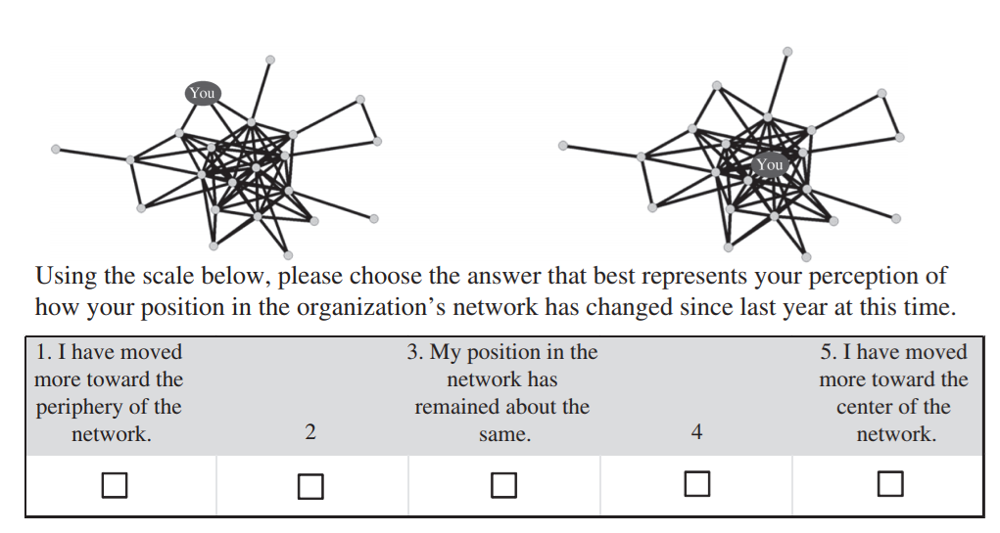 You
You
Using the scale below, please choose the answer that best represents your perception of
how your position in the organization’s network has changed since last year at this time.
1. I have moved
more toward the
periphery of the
network.
2
3. My position in the
network has
remained about the
same.
4
5. I have moved
more toward the
center of the
network.